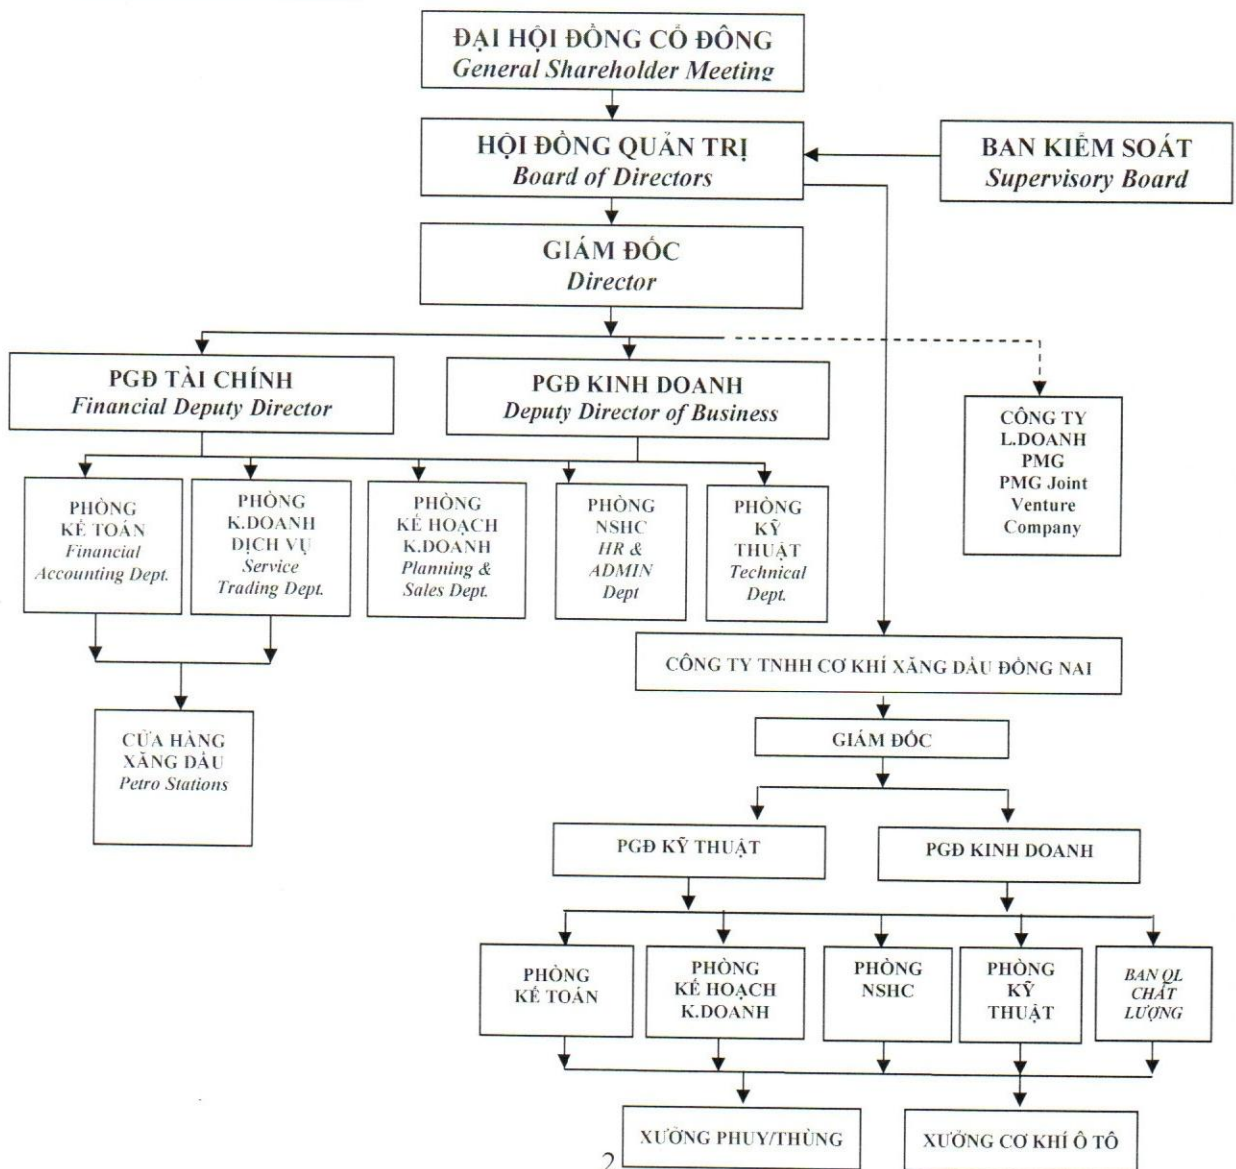 ĐẠI HỘI ĐỒNG CỔ ĐÔNG
General Shareholder Meeting
HỘI ĐỒNG QUẢN TRỊ
Board of Directors
BAN KIỂM SOÁT
Supervisory Board
GIÁM ĐỐC
Director
PGĐ TÀI CHÍNH
Financial Deputy Director
PGĐ KINH DOANH
Deputy Director of Business
CÔNG TY
L.DOANH
PMG
PMG Joint
Venture
Company
PHÒNG
KẾ TOÁN
Financial
Accounting Dept.
PHÒNG
K.DOANH
DỊCH VỤ
Service
Trading Dept.
PHÒNG
KẾ HOẠCH
K.DOANH
Planning &
Sales Dept.
PHÒNG
NSHC
HR &
ADMIN
Dept
PHÒNG
KỸ
THUẬT
Technical
Dept.
CÔNG TY TNHH CƠ KHÍ XĂNG DẦU ĐỒNG NAI
CỬA HÀNG
XĂNG DẦU
Petro Stations
GIÁM ĐỐC
PGĐ KỸ THUẬT
PGĐ KINH DOANH
PHÒNG
KẾ TOÁN
PHÒNG
KẾ HOẠCH
K.DOANH
PHÒNG
NSHC
PHÒNG
KỸ
THUẬT
BAN QL
CHẤT
LƯỢNG
XƯỞNG PHUY/THÙNG
XƯỞNG CƠ KHÍ Ô TÔ
2